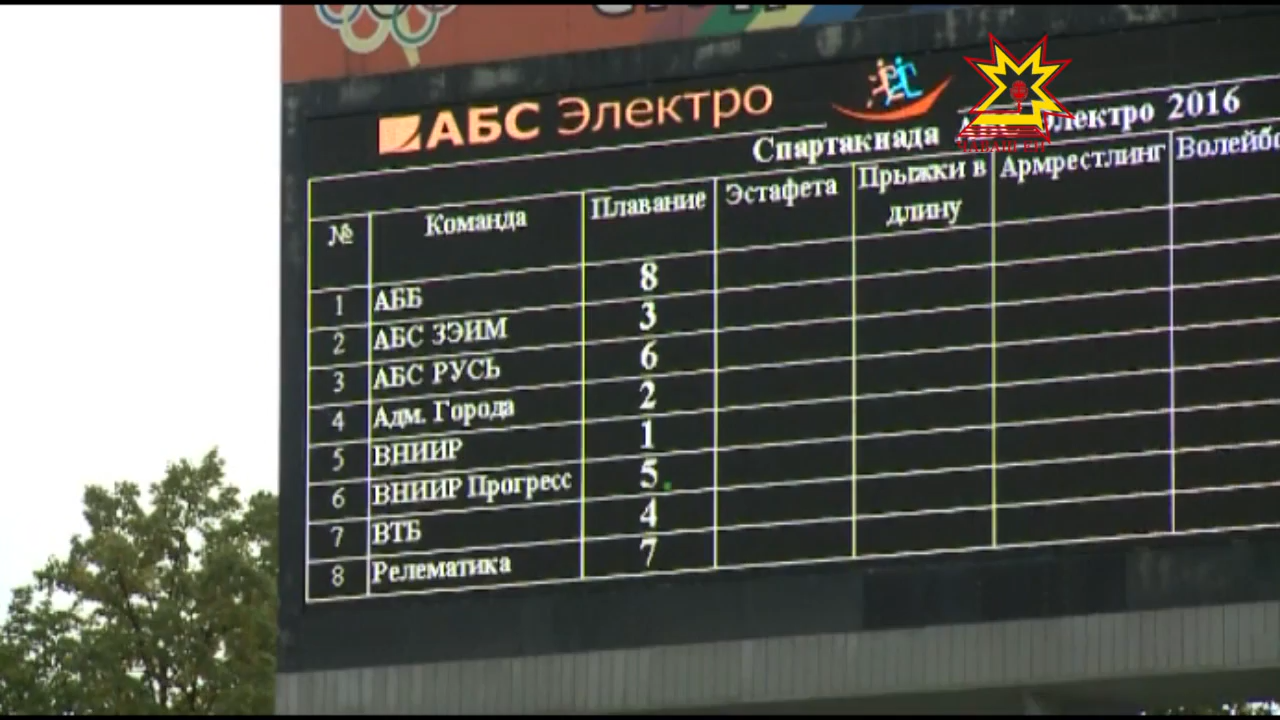 АБС Электро
Спартакиада АБС Электро 2016
№ Команда Плавание Эстафета Прыжки в длину Армрестлинг
1 АББ 8
2 АБС ЗЭИМ 3
3 АБС РУСЬ 6
4 Адм. Города 2
5 ВНИИР 1
6 ВНИИР Прогресс 5
7 ВТБ 4
8 Релематика 7